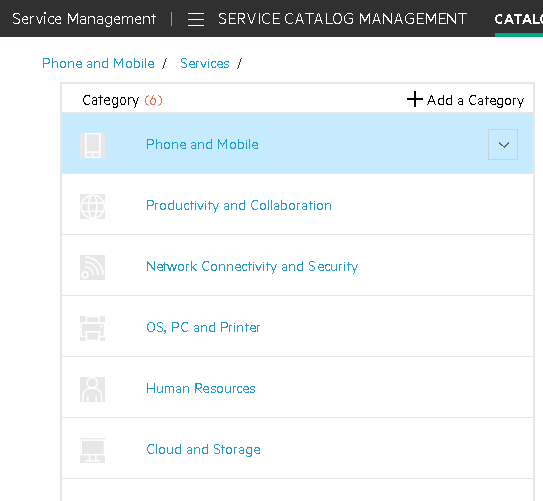 Service Management | SERVICE CATALOG MANAGEMENT
Phone and Mobile / Services /
Category (6) Add a Category
Phone and Mobile
Productivity and Collaboration
Network Connectivity and Security
OS, PC and Printer
Human Resources
Cloud and Storage